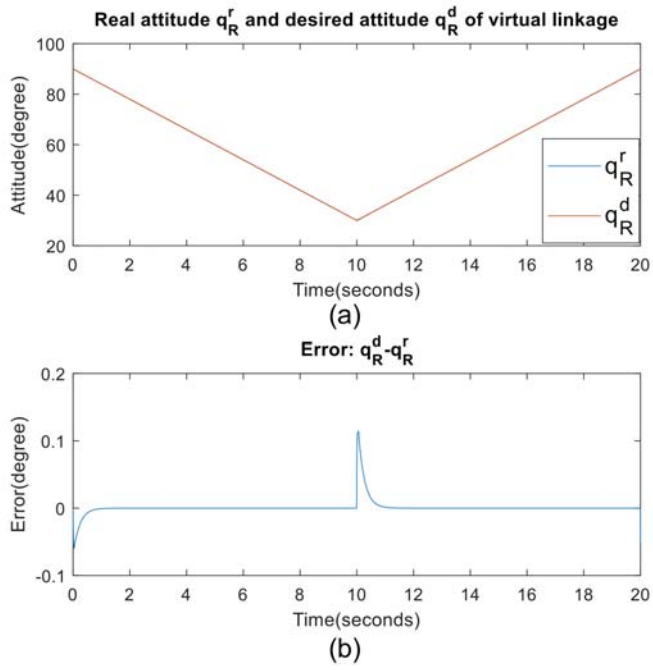 Real attitude q_R^r and desired attitude q_R^d of virtual linkage
100
80
60
40
20
Attitude(degree)
q_R^r
q_R^d
0 2 4 6 8 10 12 14 16 18 20
Time(seconds)
(a)
Error: q_R^d-q_R^r
0.2
0.1
0
-0.1
Error(degree)
0 2 4 6 8 10 12 14 16 18 20
Time(seconds)
(b)